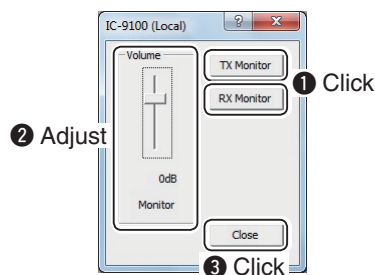 IC-9100 (Local)
?
X
Volume
TX Monitor
❶ Click
RX Monitor
❷ Adjust
0dB
Monitor
Close
❸ Click